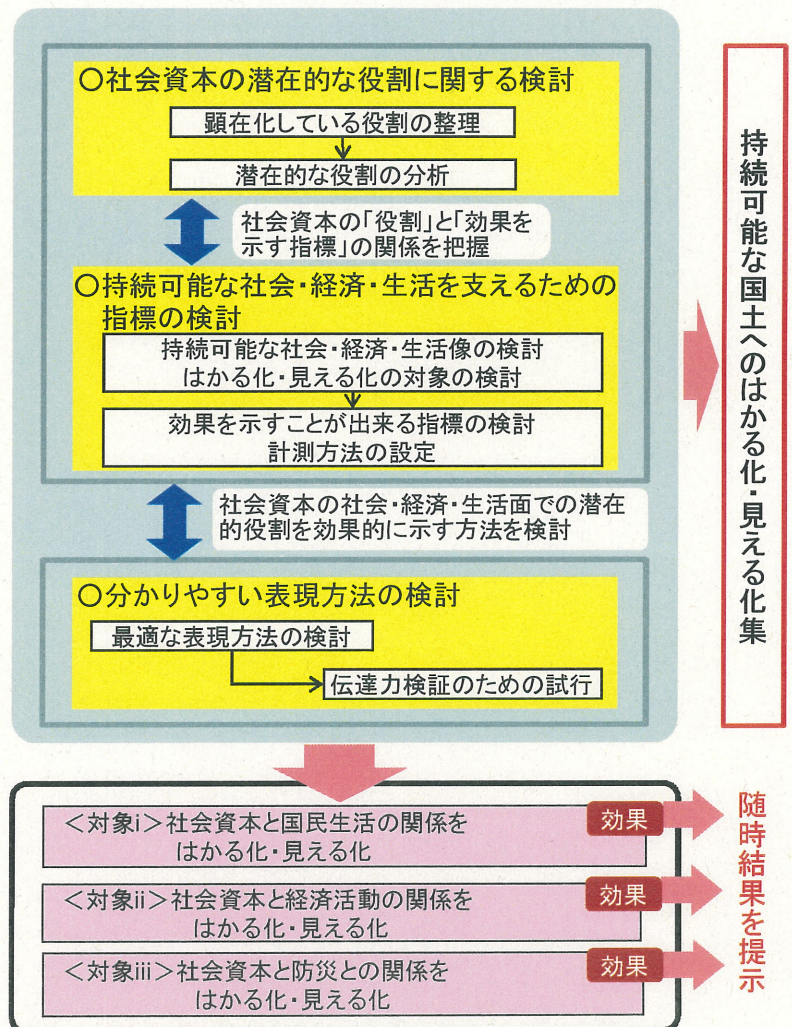 〇社会資本の潜在的な役割に関する検討
顕在化している役割の整理
潜在的な役割の分析
社会資本の「役割」と「効果を
示す指標」の関係を把握
〇持続可能な社会・経済・生活を支えるための
指標の検討
持続可能な社会・経済・生活像の検討
はかる化・見える化の対象の検討
効果を示すことが出来る指標の検討
計測方法の設定
社会資本の社会・経済・生活面での潜在
的役割を効果的に示す方法を検討
〇分かりやすい表現方法の検討
最適な表現方法の検討
伝達力検証のための試行
持続可能な国土へのはかる化・見える化集
<対象i>社会資本と国民生活の関係を
はかる化・見える化
効果
<対象ii>社会資本と経済活動の関係を
はかる化・見える化
効果
<対象iii>社会資本と防災との関係を
はかる化・見える化
効果
随時結果を提示